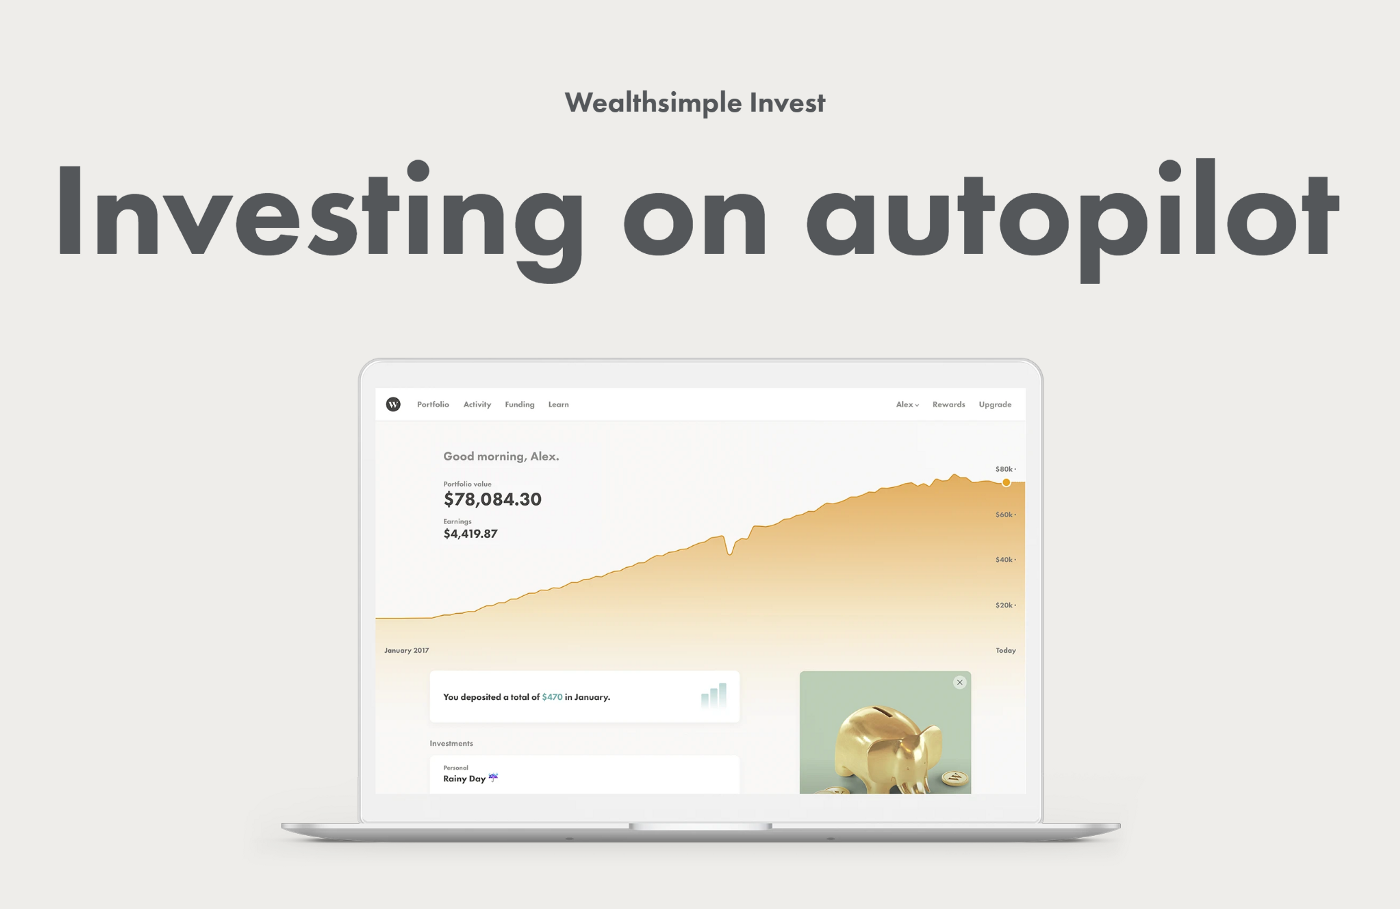 Wealthsimple Invest
Investing on autopilot
W Portfolio Activity Funding Learn Alex Rewards Upgrade
Good morning, Alex.
Portfolio value
$78,084.30
Earnings
$4,419.87
$80k
$60k
$40k
$20k
January 2017 Today
You deposited a total of $470 in January.
Investments
Personal
Rainy Day ☔